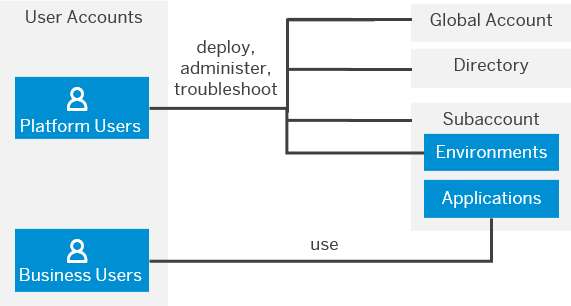 User Accounts
Platform Users
Business Users
deploy,
administer,
troubleshoot
use
Global Account
Directory
Subaccount
Environments
Applications